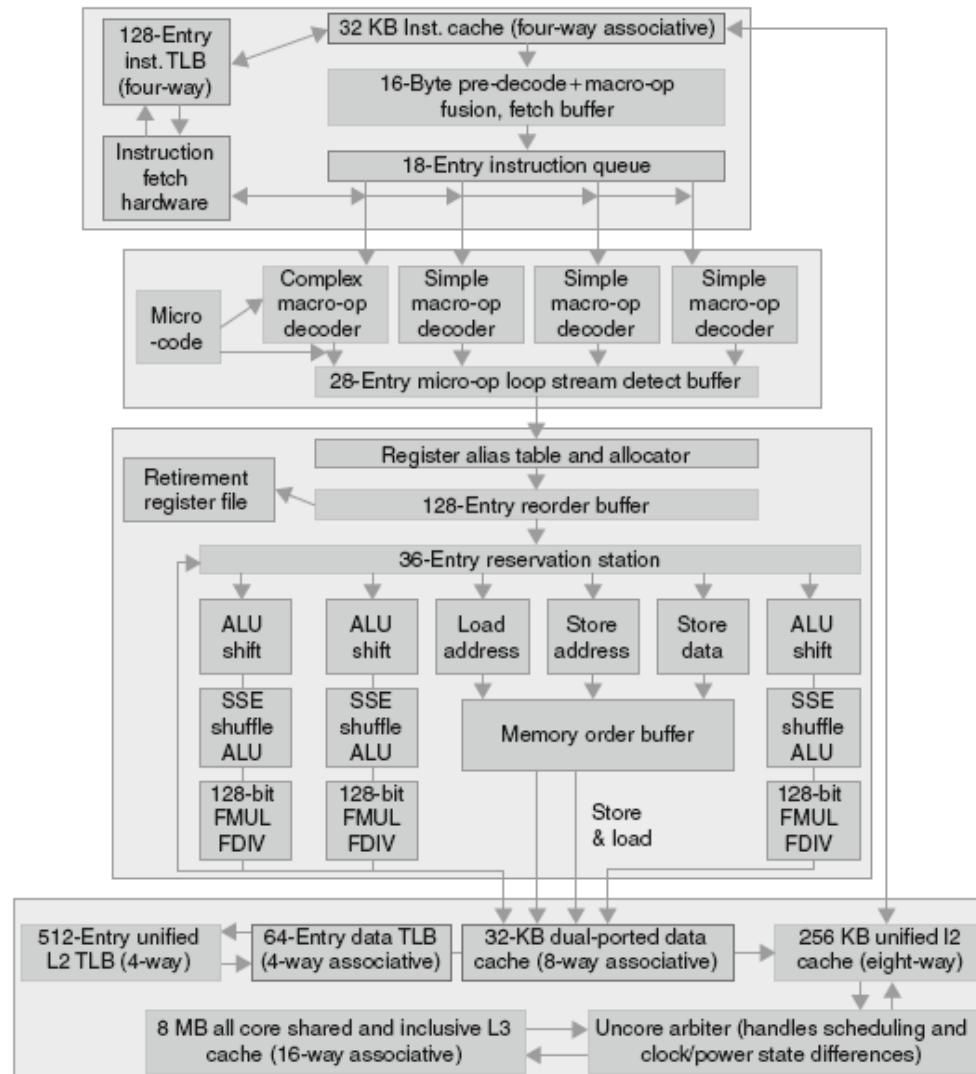 128-Entry
inst. TLB
(four-way)
32 KB Inst. cache (four-way associative)
16-Byte pre-decode+macro-op
fusion, fetch buffer
Instruction
fetch
hardware
18-Entry instruction queue
Micro
-code
Complex
macro-op
decoder
Simple
macro-op
decoder
Simple
macro-op
decoder
Simple
macro-op
decoder
28-Entry micro-op loop stream detect buffer
Register alias table and allocator
Retirement
register file
128-Entry reorder buffer
36-Entry reservation station
ALU
shift
ALU
shift
Load
address
Store
address
Store
data
ALU
shift
SSE
shuffle
ALU
SSE
shuffle
ALU
Memory order buffer
SSE
shuffle
ALU
128-bit
FMUL
FDIV
128-bit
FMUL
FDIV
Store
& load
128-bit
FMUL
FDIV
512-Entry unified
L2 TLB (4-way)
64-Entry data TLB
(4-way associative)
32-KB dual-ported data
cache (8-way associative)
256 KB unified l2
cache (eight-way)
8 MB all core shared and inclusive L3
cache (16-way associative)
Uncore arbiter (handles scheduling and
clock/power state differences)